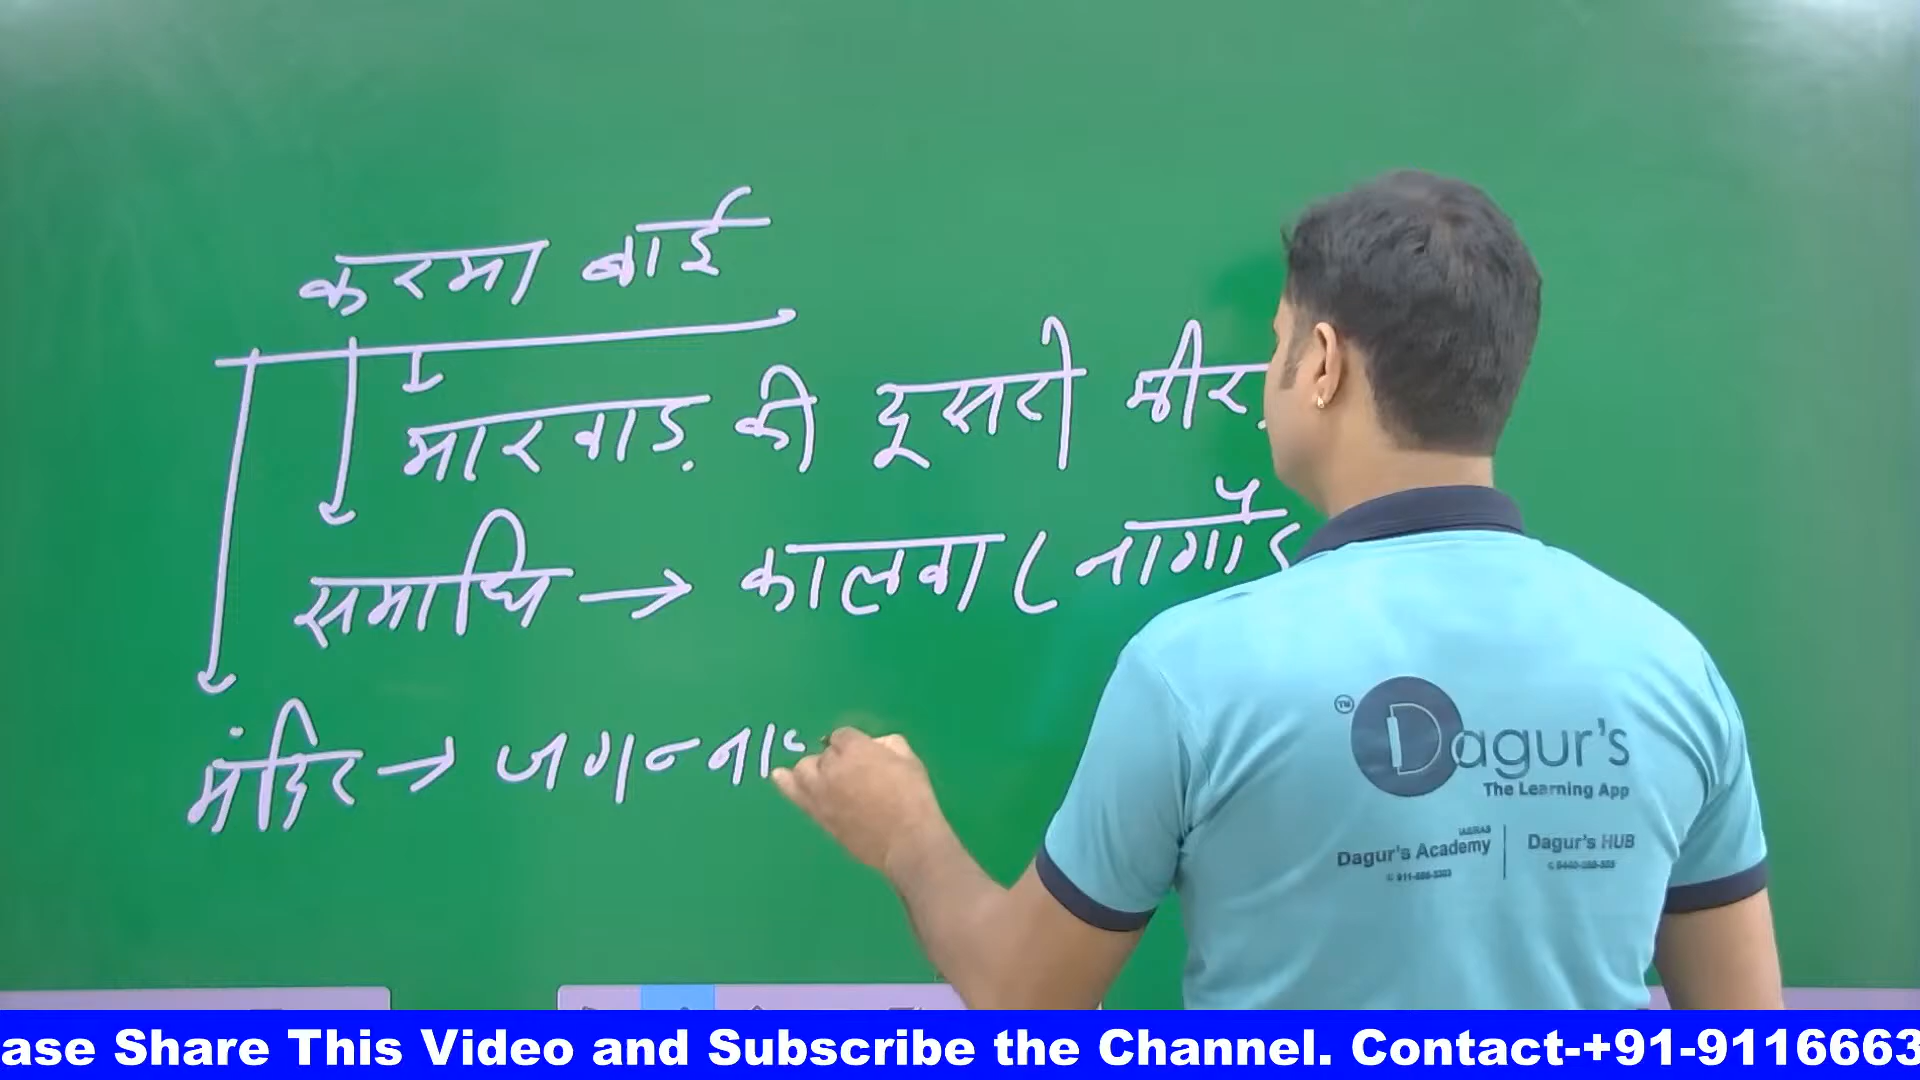 करमा बाई
मारवाड़ की दूसरी
समाधि → कालवा (
मंदिर →
TM
Dagur's
The Learning App
Dagur's Academy
Dagur's HUB
ase Share This Video and Subscribe the Channel. Contact-+91-9116663